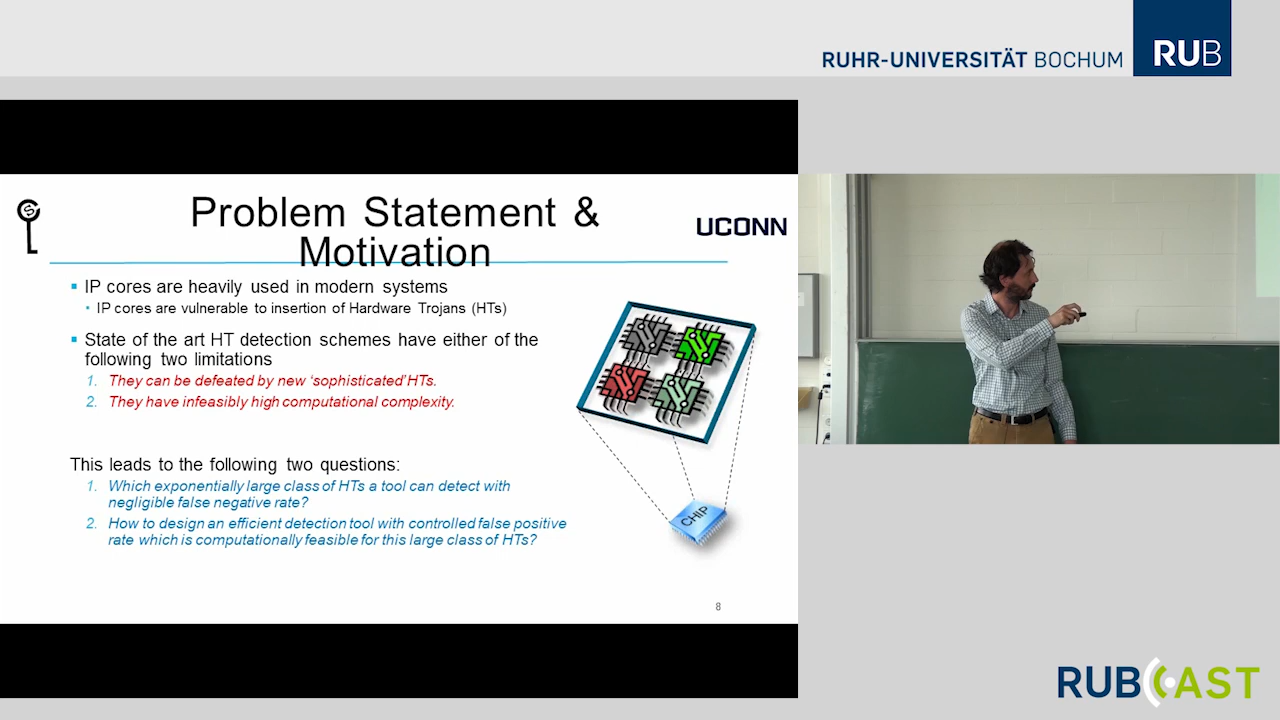 RUHR-UNIVERSITÄT BOCHUM
RUB
Problem Statement &
Motivation
UCONN
IP cores are heavily used in modern systems
IP cores are vulnerable to insertion of Hardware Trojans (HTs)
State of the art HT detection schemes have either of the
following two limitations
1. They can be defeated by new ‘sophisticated’HTs.
2. They have infeasibly high computational complexity.
This leads to the following two questions:
1. Which exponentially large class of HTs a tool can detect with
negligible false negative rate?
2. How to design an efficient detection tool with controlled false positive
rate which is computationally feasible for this large class of HTs?
CHIP
8
RUBCAST